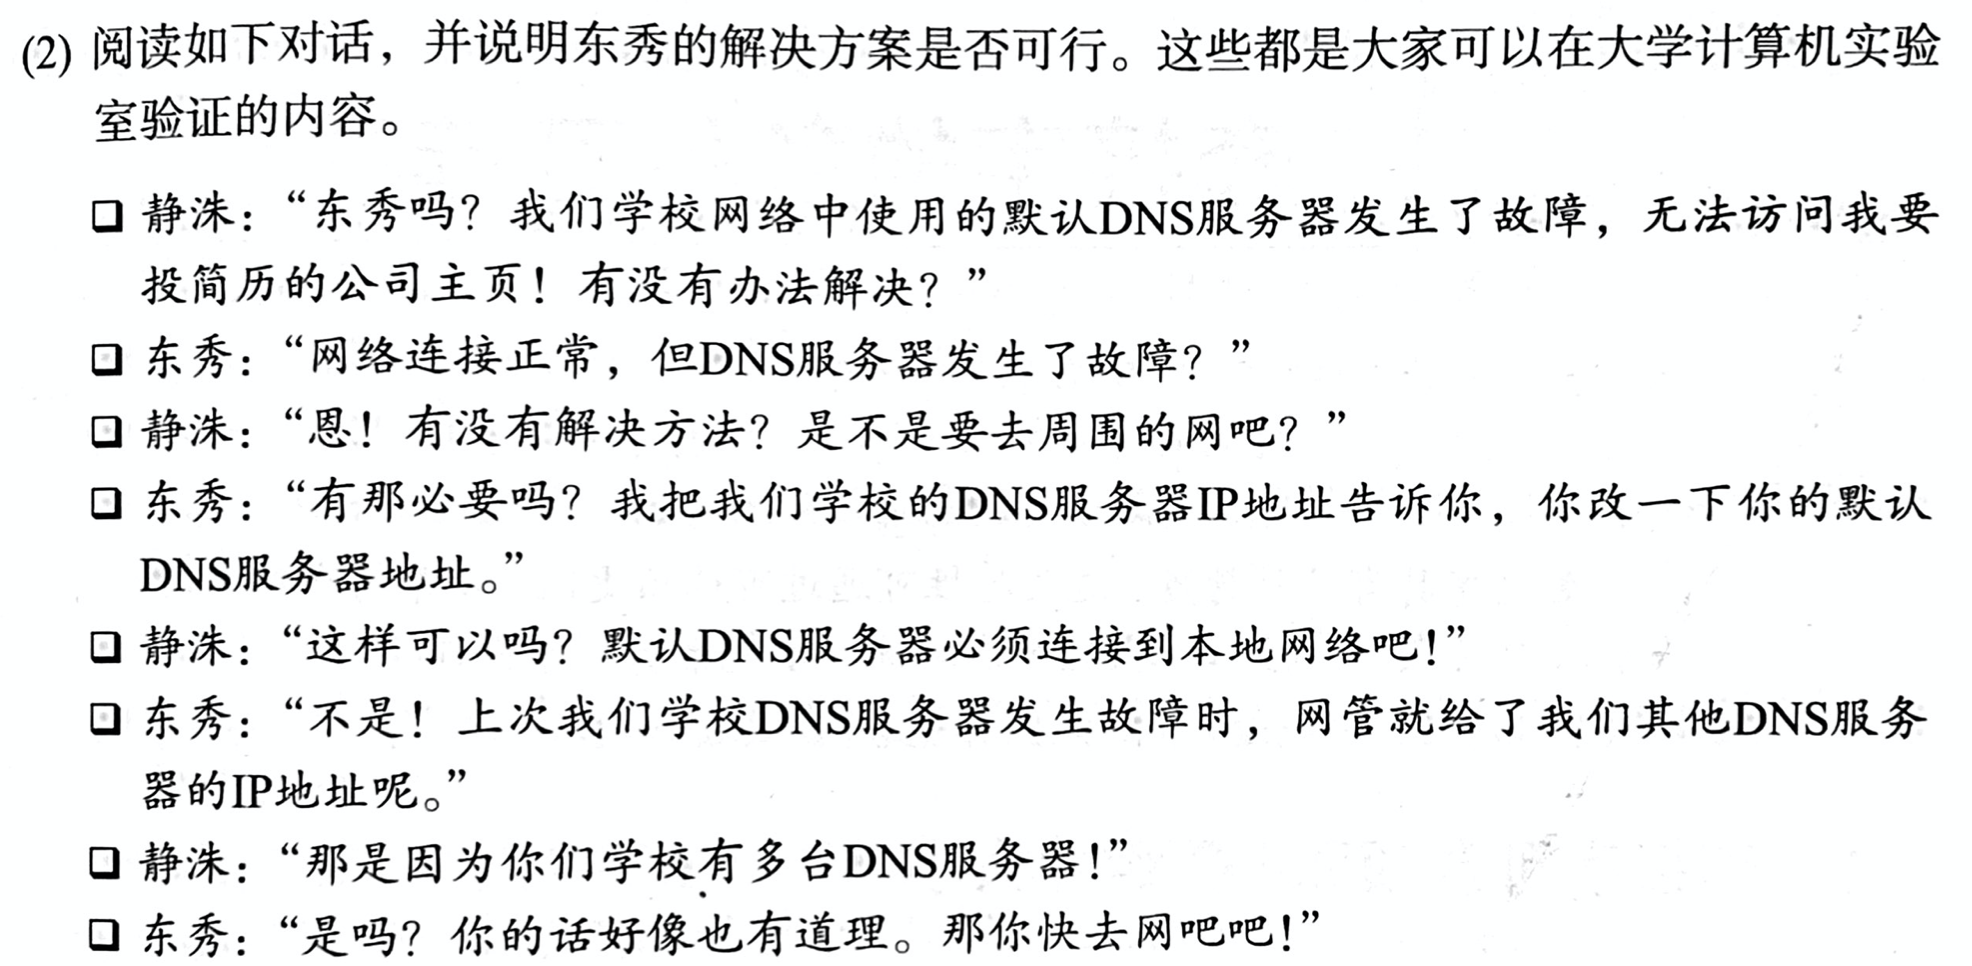 (2) 阅读如下对话，并说明东秀的解决方案是否可行。这些都是大家可以在大学计算机实验
室验证的内容。
静洙：“东秀吗？我们学校网络中使用的默认DNS服务器发生了故障，无法访问我要
投简历的公司主页！有没有办法解决？”
东秀：“网络连接正常，但DNS服务器发生了故障？”
静洙：“恩！有没有解决方法？是不是要去周围的网吧？”
东秀：“有那必要吗？我把我们学校的DNS服务器IP地址告诉你，你改一下你的默认
DNS服务器地址。”
静洙：“这样可以吗？默认DNS服务器必须连接到本地网络吧！”
东秀：“不是！上次我们学校DNS服务器发生故障时，网管就给了我们其他DNS服务
器的IP地址呢。”
静洙：“那是因为你们学校有多台DNS服务器！”
东秀：“是吗？你的话好像也有道理。那你快去网吧吧！”